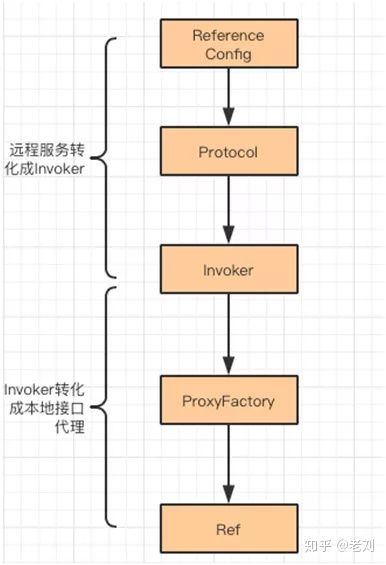 Reference
Config
远程服务转
化成Invoker
Protocol
Invoker
Invoker转化
成本地接口
代理
ProxyFactory
Ref
知乎 @老刘